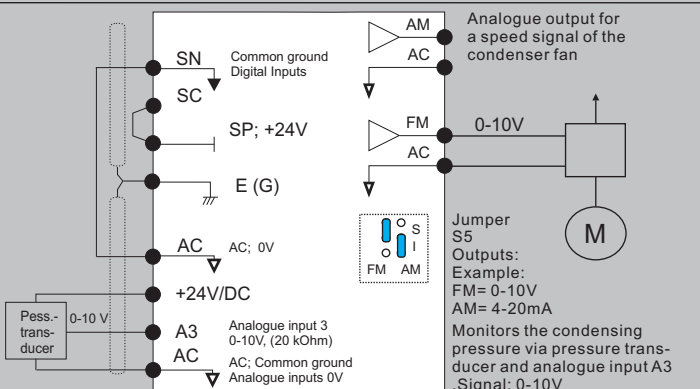 SN
Common ground
Digital Inputs
SC
SP; +24V
E (G)
AC
AC; 0V
+24V/DC
Pess.-
trans-
ducer
0-10 V
A3
Analogue input 3
0-10V, (20 kOhm)
AC
AC; Common ground
Analogue inputs 0V
AM
AC
Analogue output for
a speed signal of the
condenser fan
FM
0-10V
AC
M
S
I
FM AM
Jumper
S5
Outputs:
Example:
FM= 0-10V
AM= 4-20mA
Monitors the condensing
pressure via pressure trans-
ducer and analogue input A3
.Signal: 0-10V